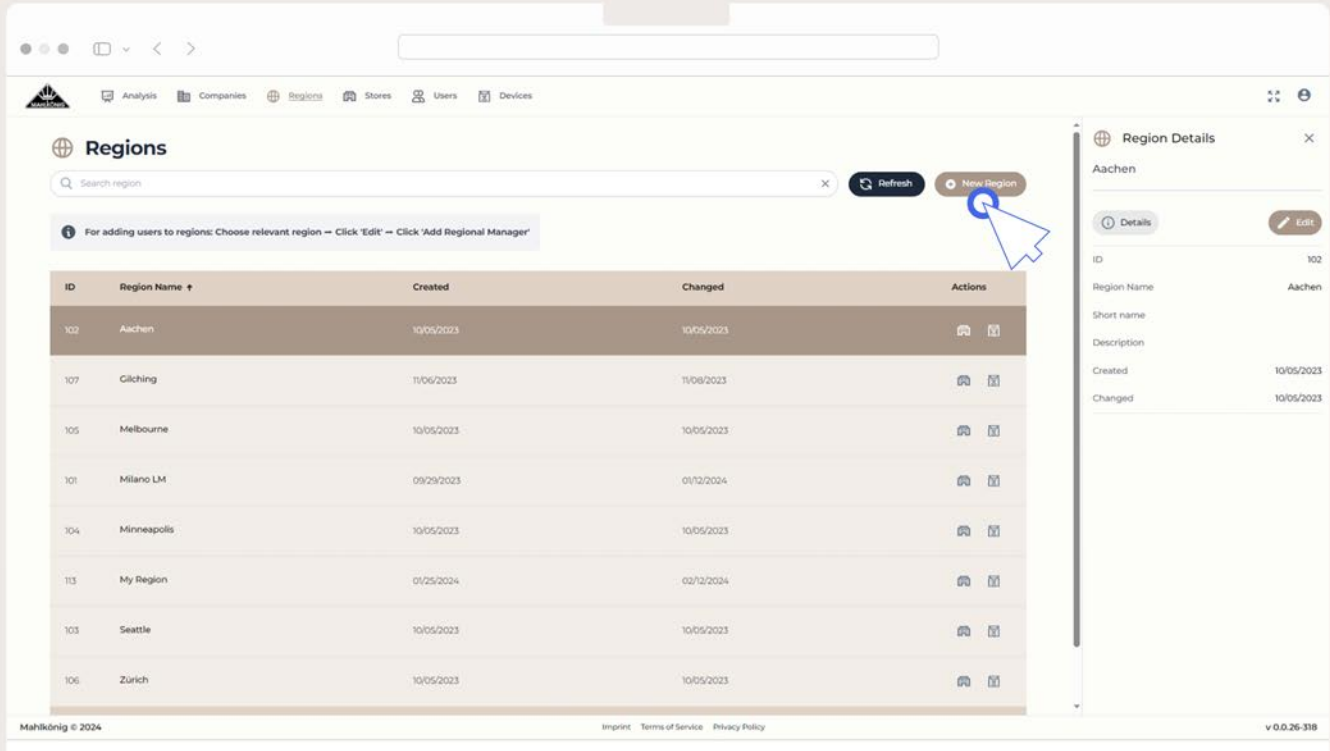 MAHLKÖNIG
Analysis Companies Regions Stores Users Devices
Regions
Search region
Refresh
New Region
For adding users to regions: Choose relevant region → Click 'Edit' → Click 'Add Regional Manager'
ID Region Name ↑ Created Changed Actions
102 Aachen 10/05/2023 10/05/2023
107 Gilching 11/06/2023 11/08/2023
105 Melbourne 10/05/2023 10/05/2023
101 Milano LM 09/29/2023 01/12/2024
104 Minneapolis 10/05/2023 10/05/2023
113 My Region 01/25/2024 02/12/2024
103 Seattle 10/05/2023 10/05/2023
106 Zürich 10/05/2023 10/05/2023
Region Details
Aachen
Details Edit
ID 102
Region Name Aachen
Short name
Description
Created 10/05/2023
Changed 10/05/2023
Mahlkönig © 2024 Imprint Terms of Service Privacy Policy v 0.0.26-318